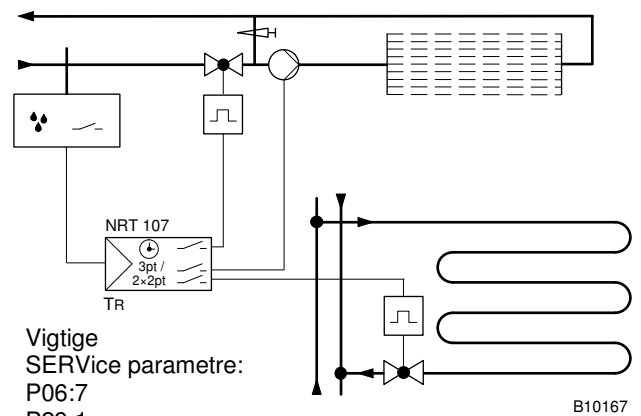 NRT 107
3pt /
2×2pt
TR
Vigtige
SERVice parametre:
P06:7
B10167